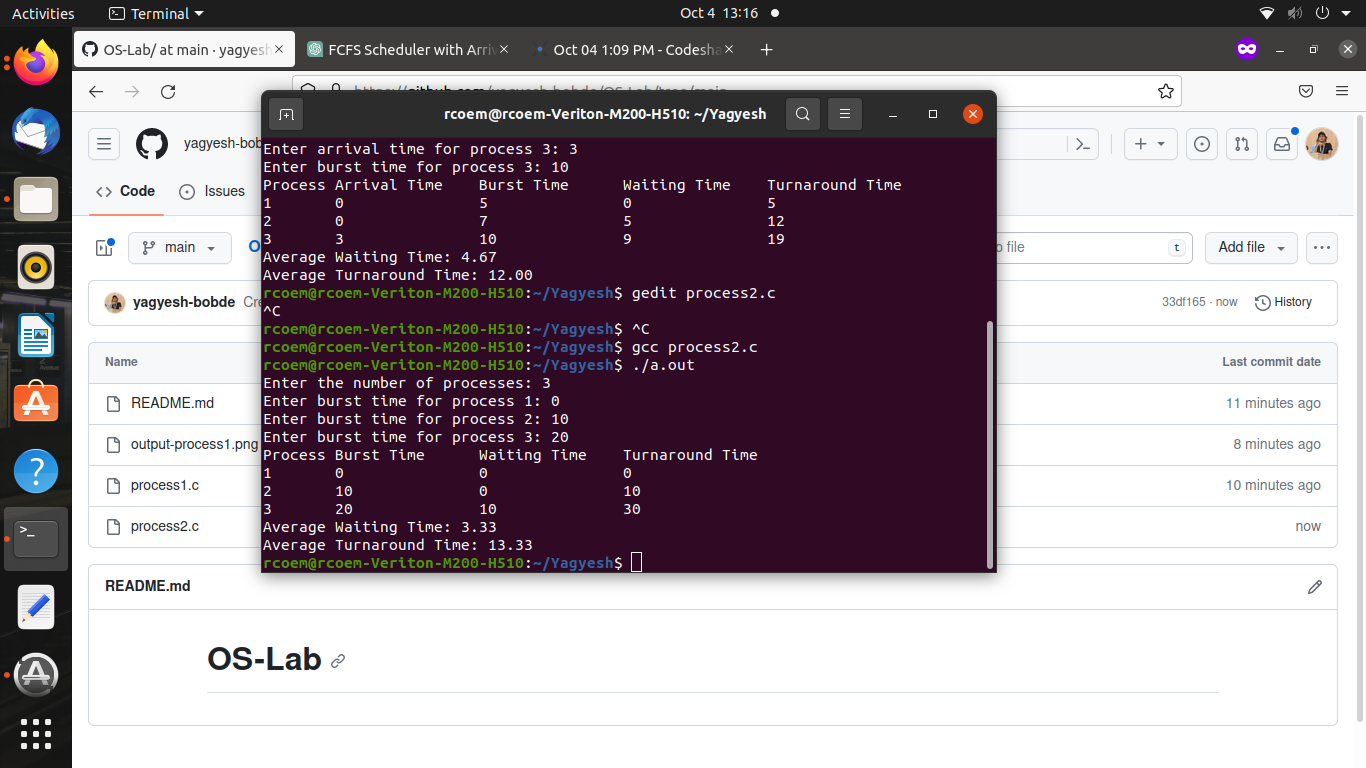 Activities
Terminal
Oct 4 13:16
OS-Lab/ at main · yagyesh
FCFS Scheduler with Arriv
Oct 04 1:09 PM - Codesha
rcoem@rcoem-Veriton-M200-H510: ~/Yagyesh
yagyesh-bob
Code
Issues
main
O
o file
t
Add file
yagyesh-bobde Cre
33df165 · now
History
Name
Last commit date
README.md
11 minutes ago
output-process1.png
8 minutes ago
process1.c
10 minutes ago
process2.c
now
Enter arrival time for process 3: 3
Enter burst time for process 3: 10
Process Arrival Time Burst Time Waiting Time Turnaround Time
1 0 5 0 5
2 0 7 5 12
3 3 10 9 19
Average Waiting Time: 4.67
Average Turnaround Time: 12.00
rcoem@rcoem-Veriton-M200-H510:~/Yagyesh$ gedit process2.c
^C
rcoem@rcoem-Veriton-M200-H510:~/Yagyesh$ ^C
rcoem@rcoem-Veriton-M200-H510:~/Yagyesh$ gcc process2.c
rcoem@rcoem-Veriton-M200-H510:~/Yagyesh$ ./a.out
Enter the number of processes: 3
Enter burst time for process 1: 0
Enter burst time for process 2: 10
Enter burst time for process 3: 20
Process Burst Time Waiting Time Turnaround Time
1 0 0 0
2 10 0 10
3 20 10 30
Average Waiting Time: 3.33
Average Turnaround Time: 13.33
rcoem@rcoem-Veriton-M200-H510:~/Yagyesh$
README.md
OS-Lab